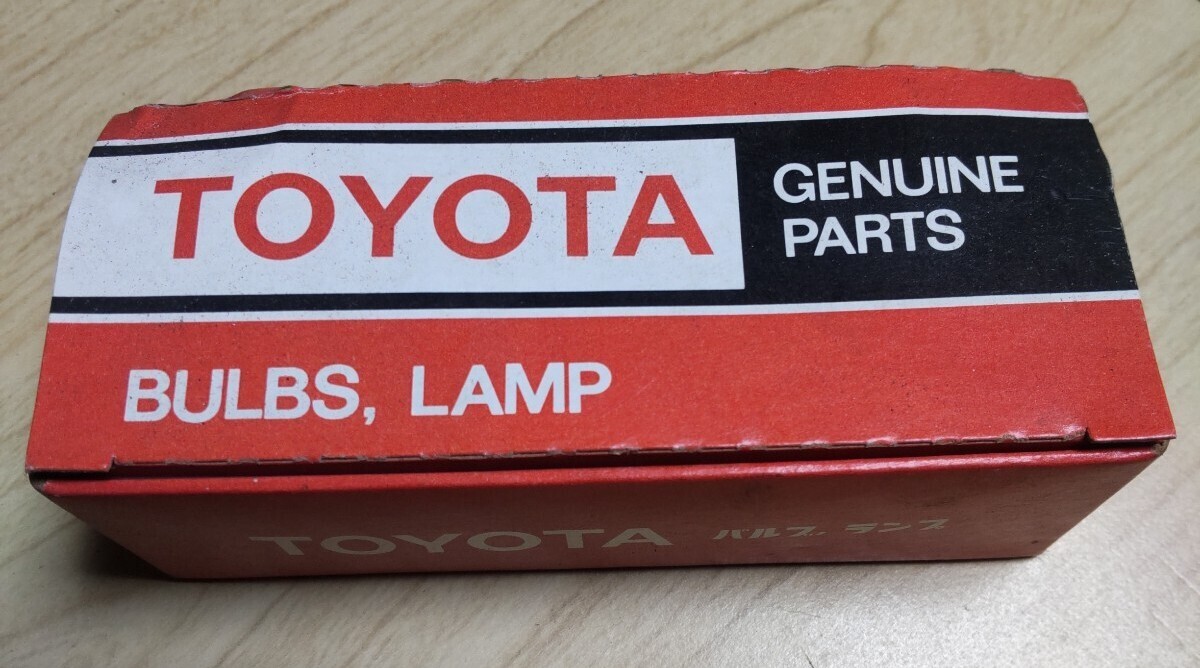 TOYOTA
GENUINE
PARTS
BULBS, LAMP
TOYOTA バルブ, ランプ